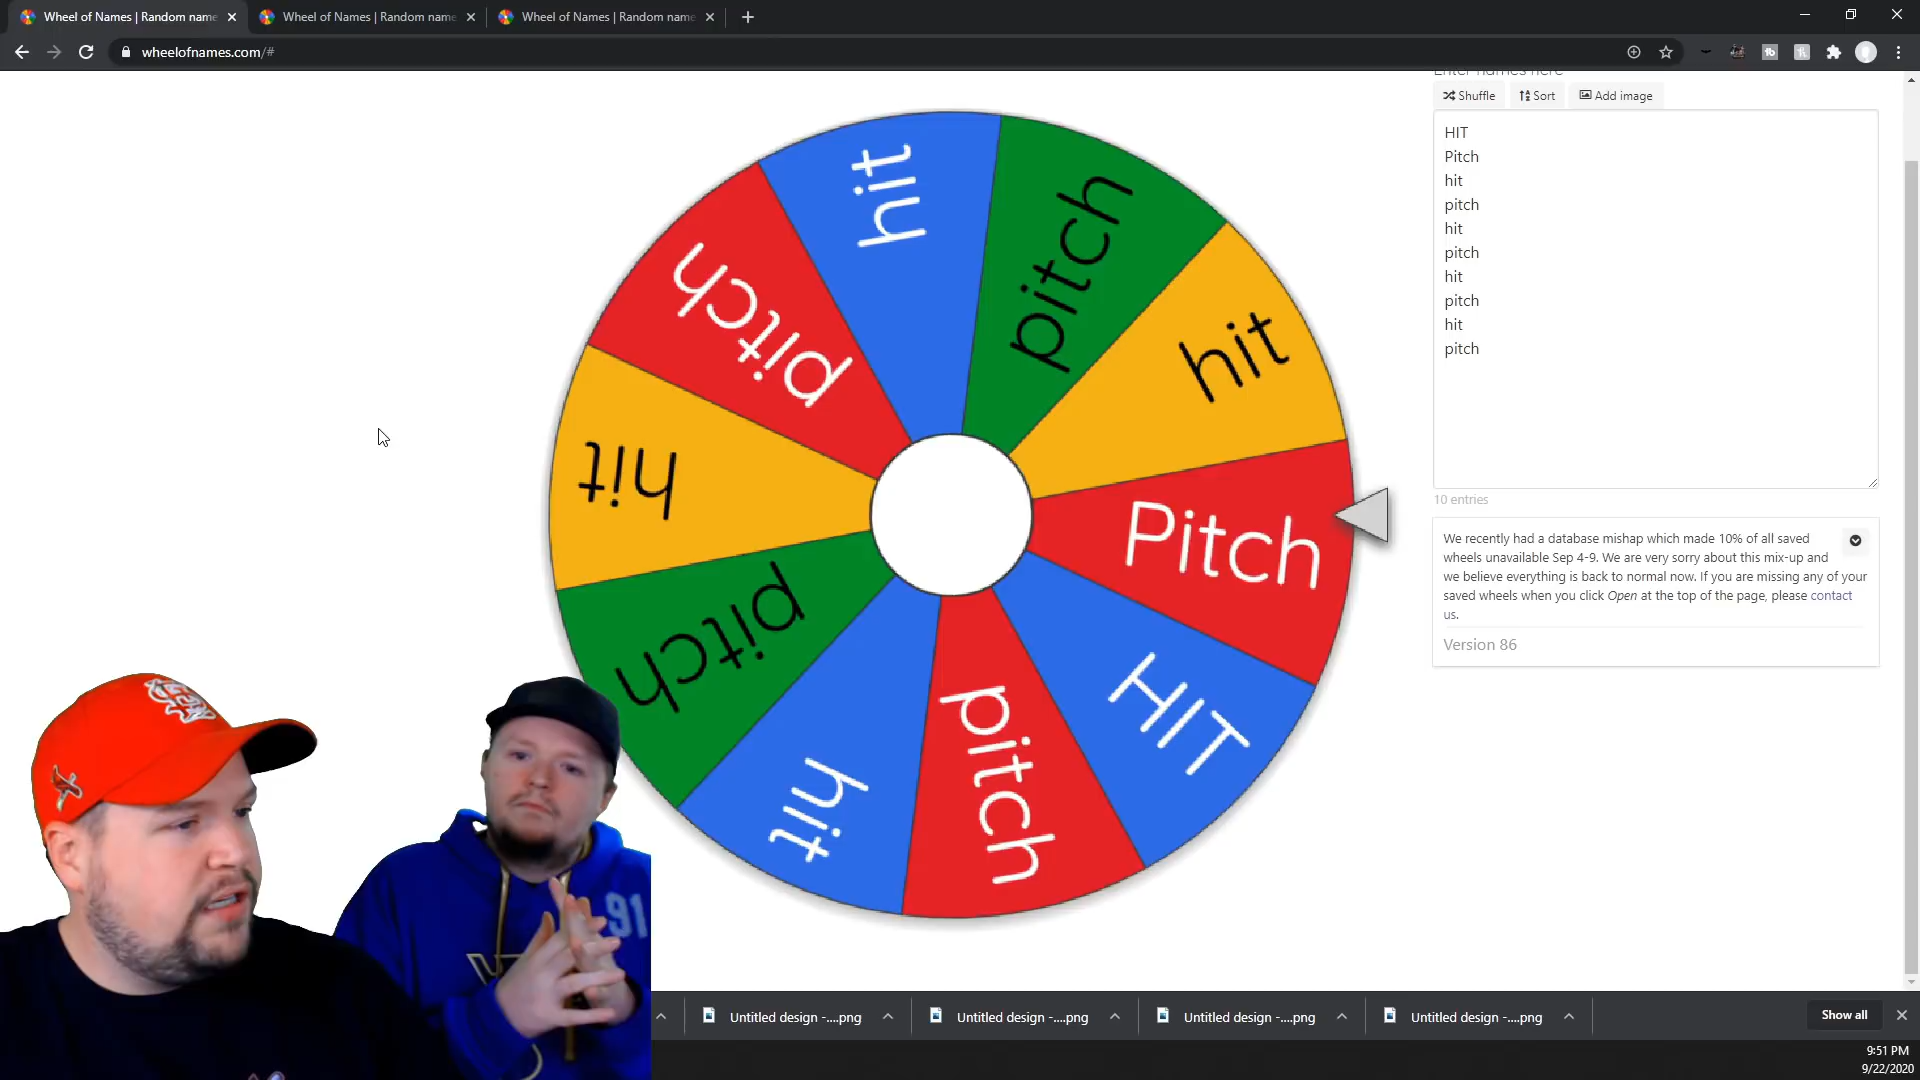 Wheel of Names | Random name
Wheel of Names | Random name
Wheel of Names | Random name
wheelofnames.com/#
Enter names here
Shuffle
Sort
Add image
HIT
Pitch
hit
pitch
hit
pitch
hit
pitch
hit
pitch
10 entries
We recently had a database mishap which made 10% of all saved
wheels unavailable Sep 4-9. We are very sorry about this mix-up and
we believe everything is back to normal now. If you are missing any of your
saved wheels when you click Open at the top of the page, please contact
us.
Version 86
hit
pitch
hit
Pitch
HIT
pitch
hit
pitch
hit
pitch
91
Untitled design -....png
Untitled design -....png
Untitled design -....png
Untitled design -....png
Show all
9:51 PM
9/22/2020